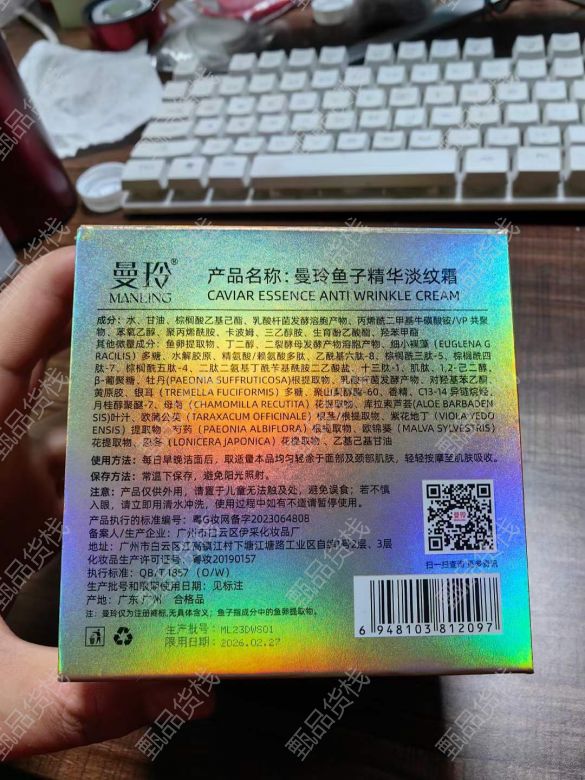 曼玲®
MANLING
产品名称：曼玲鱼子精华淡纹霜
CAVIAR ESSENCE ANTI WRINKLE CREAM
成分：水、甘油、棕榈酸乙基己酯、乳酸杆菌发酵溶胞产物、丙烯酰二甲基牛磺酸铵/VP 共聚
物、苯氧乙醇、聚丙烯酰胺、卡波姆、三乙醇胺、生育酚乙酸酯、羟苯甲酯
其他微量成分：鱼卵提取物、丁二醇、二裂酵母发酵产物溶胞产物、细小裸藻（EUGLENA G
RACILIS）多糖、水解胶原、精氨酸/赖氨酸多肽、乙酰基六肽-8、棕榈酰三肽-5、棕榈酰四
肽-7、棕榈酰五肽-4、二肽二氨基丁酰苄基酰胺二乙酸盐、十三肽-1、肌肽、1,2-己二醇、
β-葡聚糖、牡丹(PAEONIA SUFFRUTICOSA)根提取物、乳酸杆菌发酵产物、对羟基苯乙酮、
黄原胶、银耳（TREMELLA FUCIFORMIS）多糖、聚山梨醇酯-60、香精、C13-14 异链烷烃、
月桂醇聚醚-7、母菊（CHAMOMILLA RECUTITA）花提取物、库拉索芦荟(ALOE BARBADEN
SIS)叶汁、欧蒲公英（TARAXACUM OFFICINALE）根茎/根提取物、紫花地丁（VIOLA YEDO
ENSIS）提取物、芍药（PAEONIA ALBIFLORA）根提取物、欧锦葵（MALVA SYLVESTRIS）
花提取物、忍冬（LONICERA JAPONICA）花提取物、乙基己基甘油
使用方法：每日早晚洁面后，取适量本品均匀轻涂于面部及颈部肌肤，轻轻按摩至肌肤吸收。
保存方法：常温下保存，避免阳光照射。
注意：产品仅供外用，请置于儿童无法触及处，避免误食；若不慎
入眼，请立即用清水冲洗，使用过程中如有不适请暂停使用。
产品执行的标准编号：粤G妆网备字2023064808
备案人/生产企业：广州市白云区伊采化妆品厂
地址：广州市白云区江高镇江村下塘江塘路工业区自编号2层、3层
化妆品生产许可证号：粤妆20190157
执行标准：QB/T 1857（O/W）
生产批号和限期使用日期：见标注
产地：广东 广州 合格品
注：曼玲仅为注册商标,无具体含义；鱼子指成分中的鱼卵提取物。
扫一扫查询更多资讯
生产批号：ML23DWS01
限用日期：2026.02.27
6 948103 812097
甄品货栈